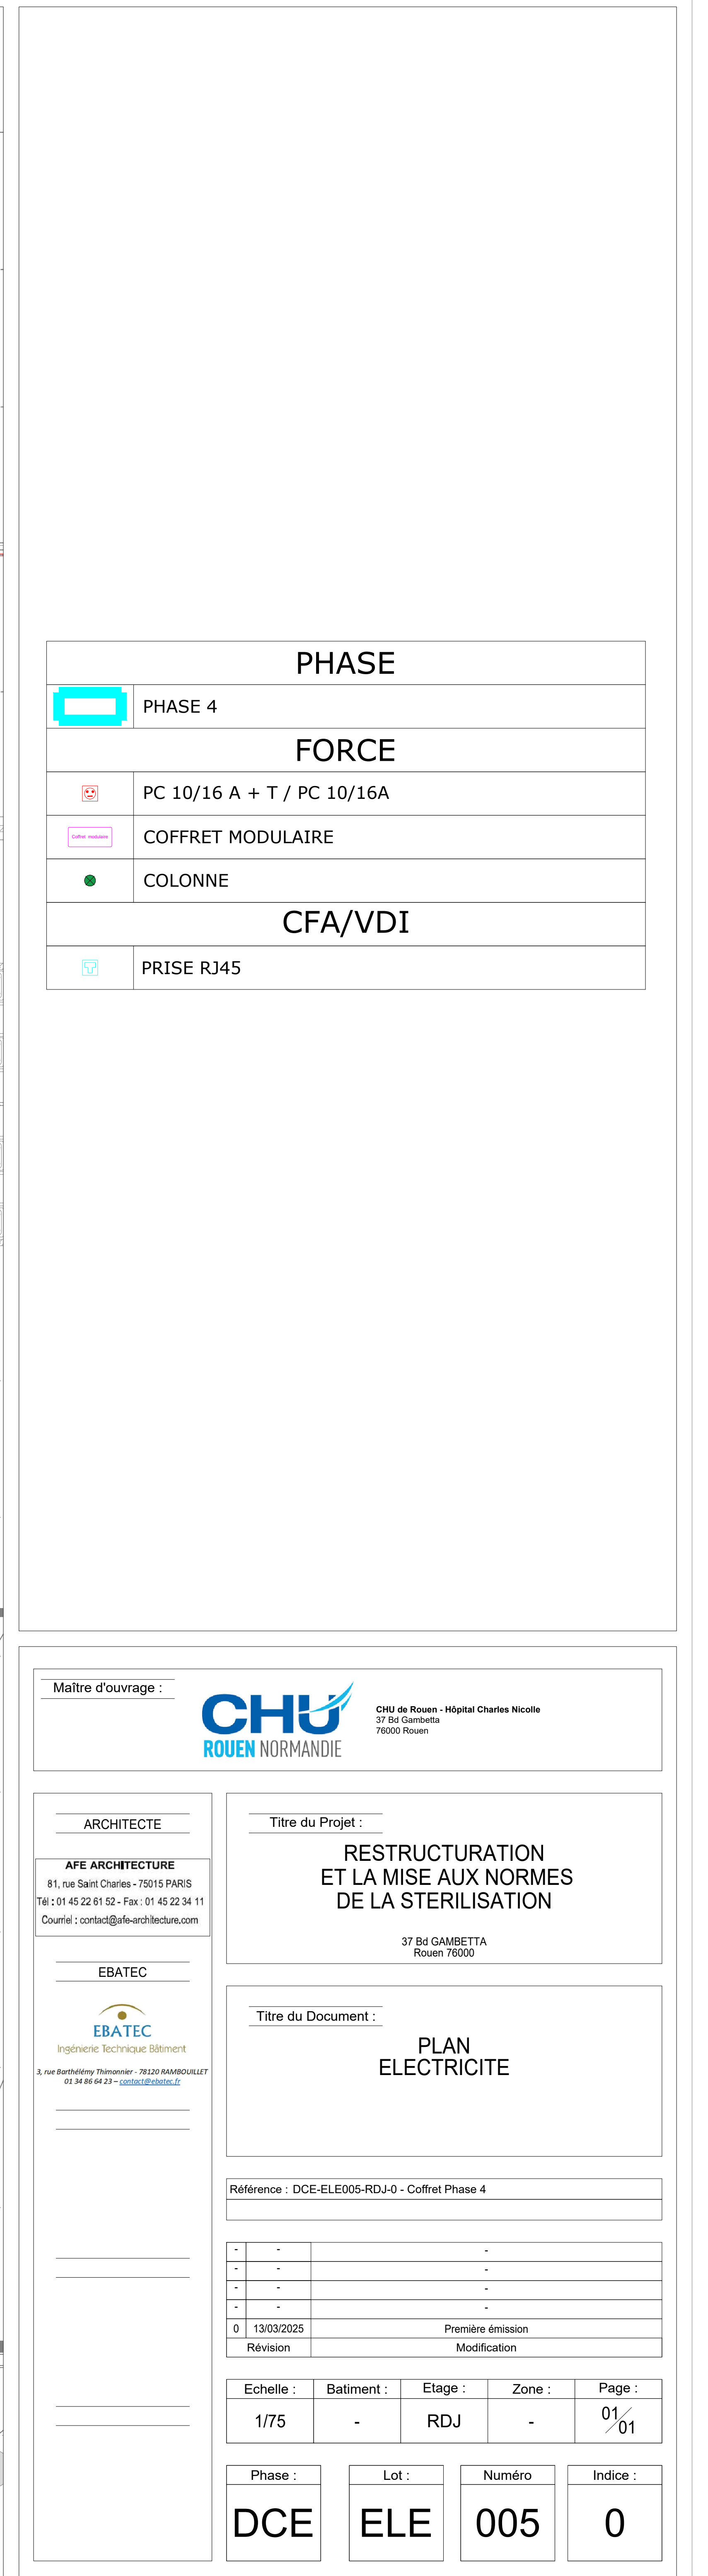 PHASE
PHASE 4
FORCE
PC 10/16 A + T / PC 10/16A
Coffret modulaire
COFFRET MODULAIRE
COLONNE
CFA/VDI
PRISE RJ45
Maître d'ouvrage :
CHU
ROUEN NORMANDIE
CHU de Rouen - Hôpital Charles Nicolle
37 Bd Gambetta
76000 Rouen
ARCHITECTE
AFE ARCHITECTURE
81, rue Saint Charles - 75015 PARIS
Tél : 01 45 22 61 52 - Fax : 01 45 22 34 11
Courriel : contact@afe-architecture.com
EBATEC
EBATEC
Ingénierie Technique Bâtiment
3, rue Barthélémy Thimonnier - 78120 RAMBOUILLET
01 34 86 64 23 – contact@ebatec.fr
Titre du Projet :
RESTRUCTURATION
ET LA MISE AUX NORMES
DE LA STERILISATION
37 Bd GAMBETTA
Rouen 76000
Titre du Document :
PLAN
ELECTRICITE
Référence : DCE-ELE005-RDJ-0 - Coffret Phase 4
- - -
- - -
- - -
- - -
0 13/03/2025 Première émission
Révision Modification
Echelle : Batiment : Etage : Zone : Page :
1/75 - RDJ - 01/01
Phase : Lot : Numéro Indice :
DCE ELE 005 0